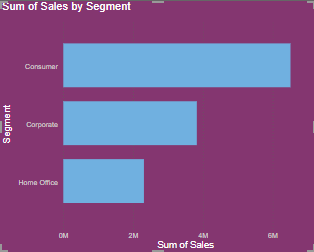 Sum of Sales by Segment
Consumer
Corporate
Home Office
Segment
0M 2M 4M 6M
Sum of Sales